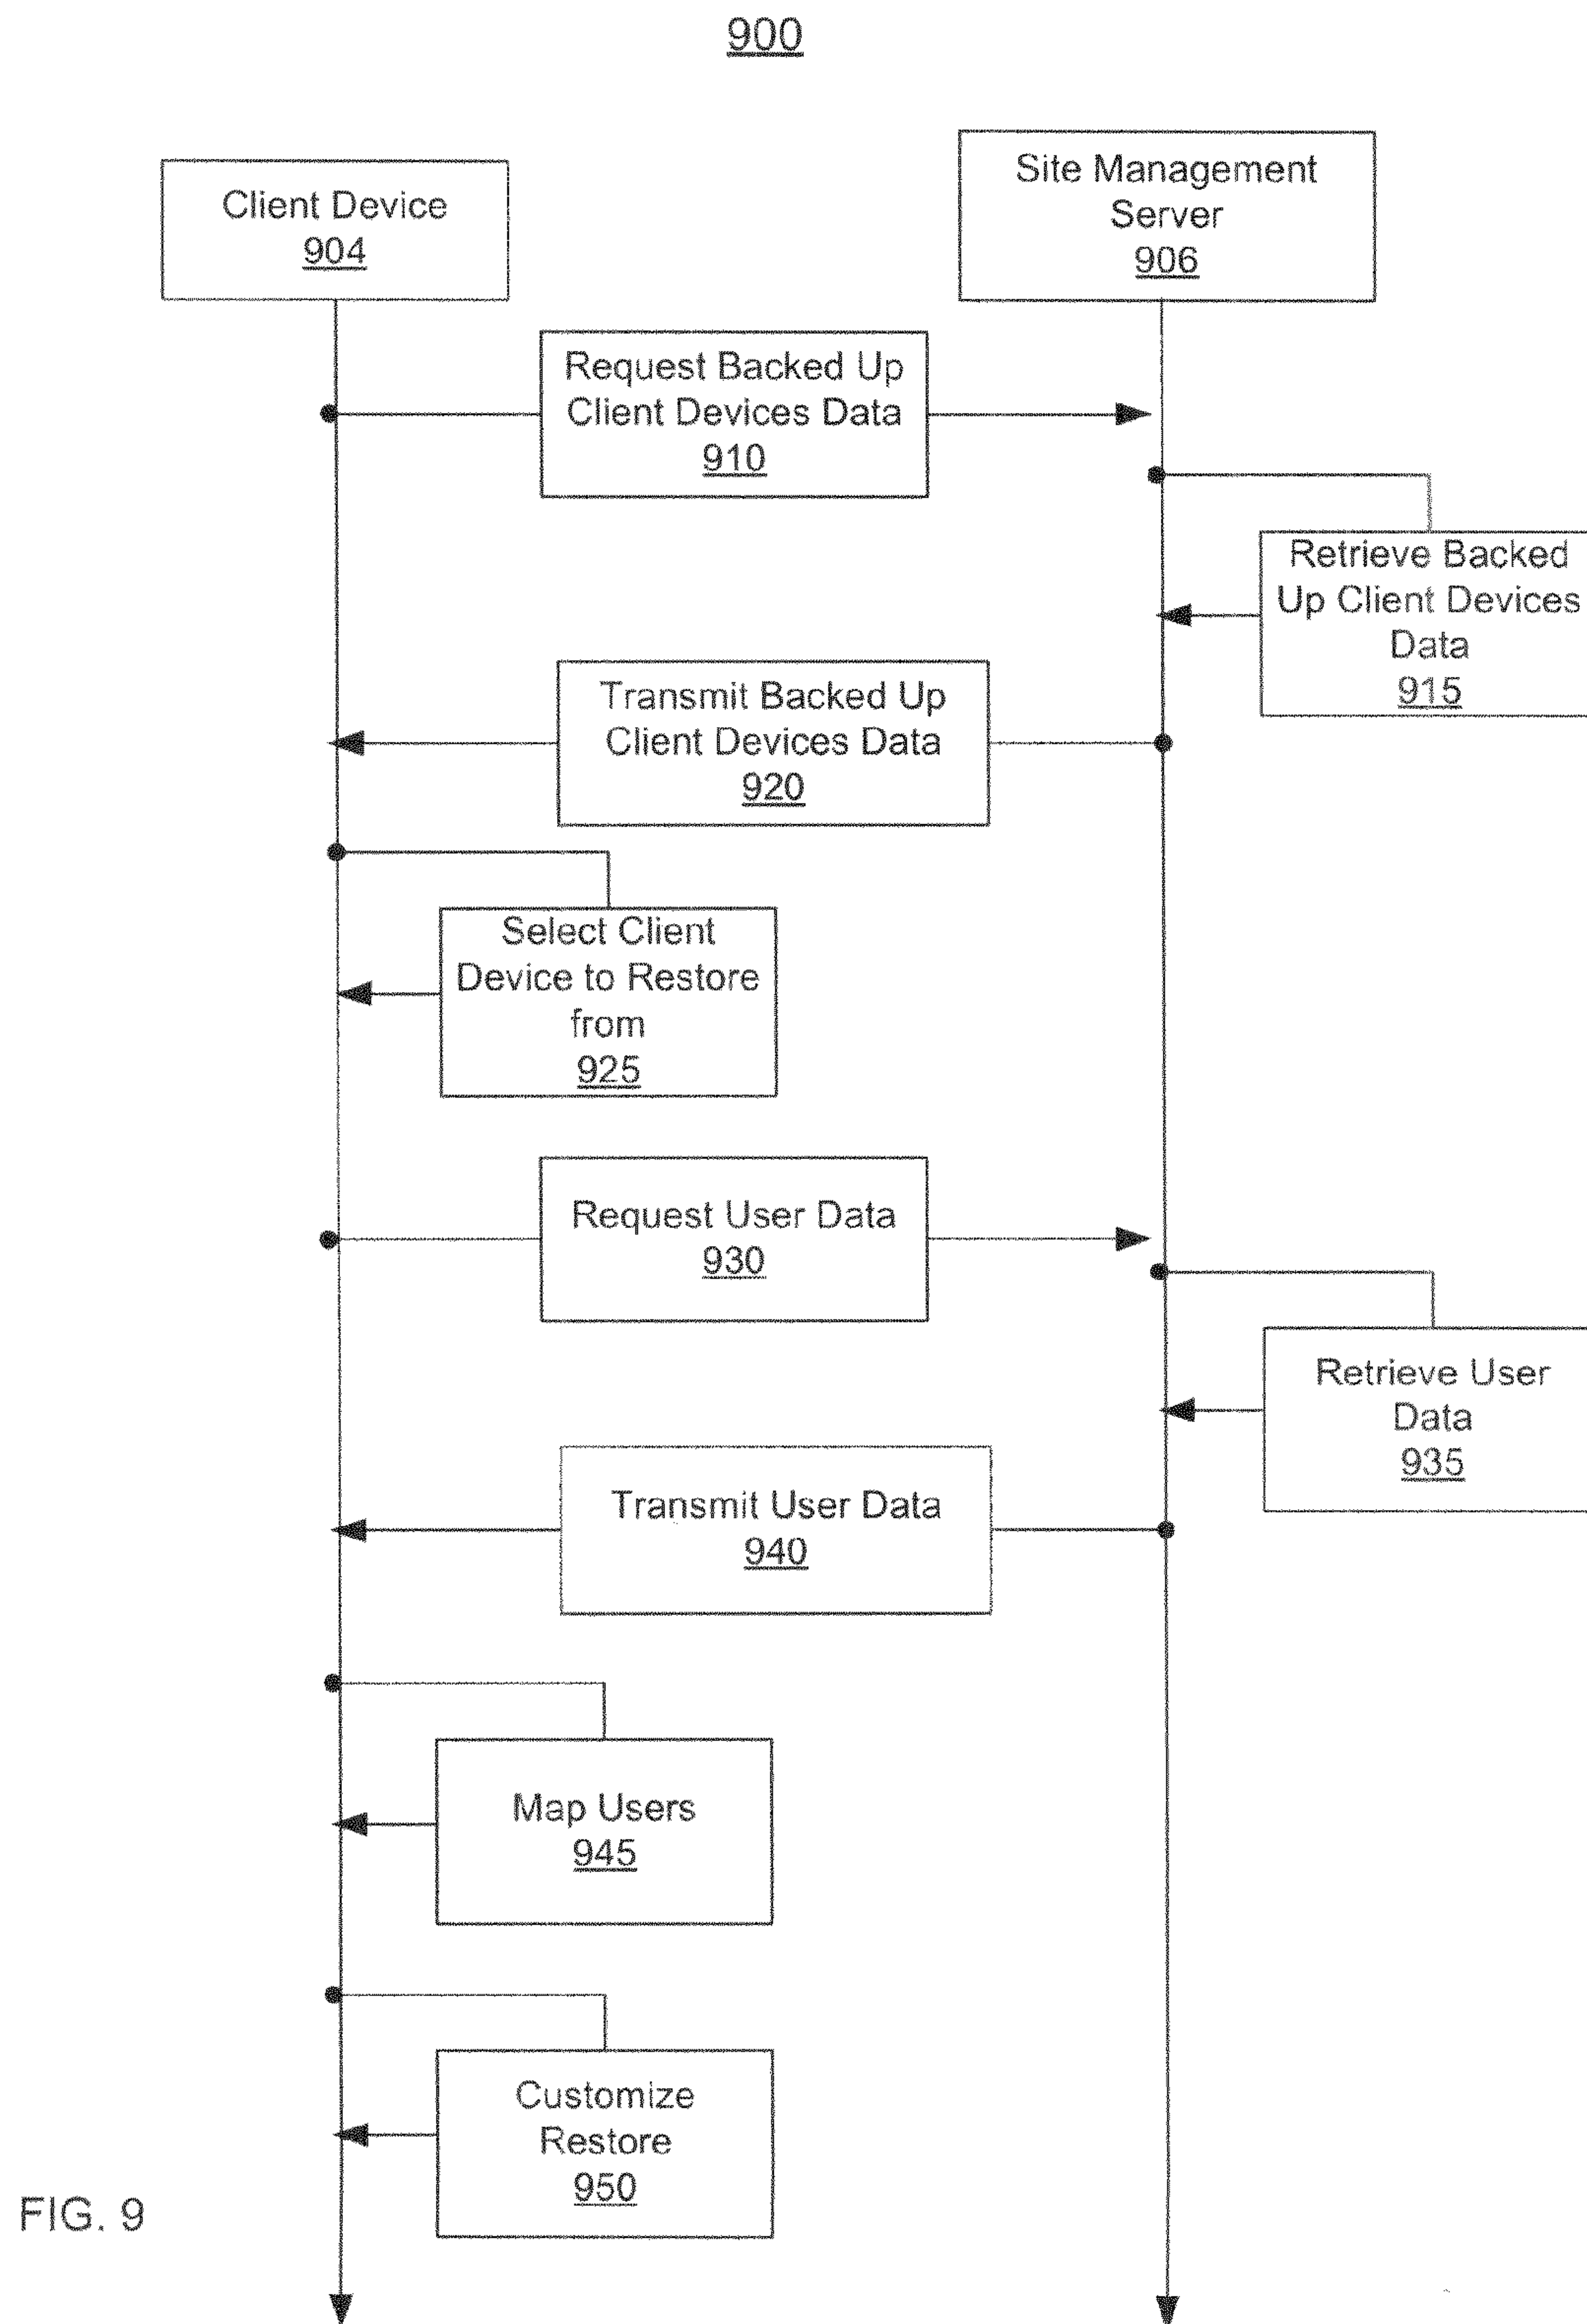 900
Client Device
904
Site Management
Server
906
Request Backed Up
Client Devices Data
910
Retrieve Backed
Up Client Devices
Data
915
Transmit Backed Up
Client Devices Data
920
Select Client
Device to Restore
from
925
Request User Data
930
Retrieve User
Data
935
Transmit User Data
940
Map Users
945
Customize
Restore
950
FIG. 9